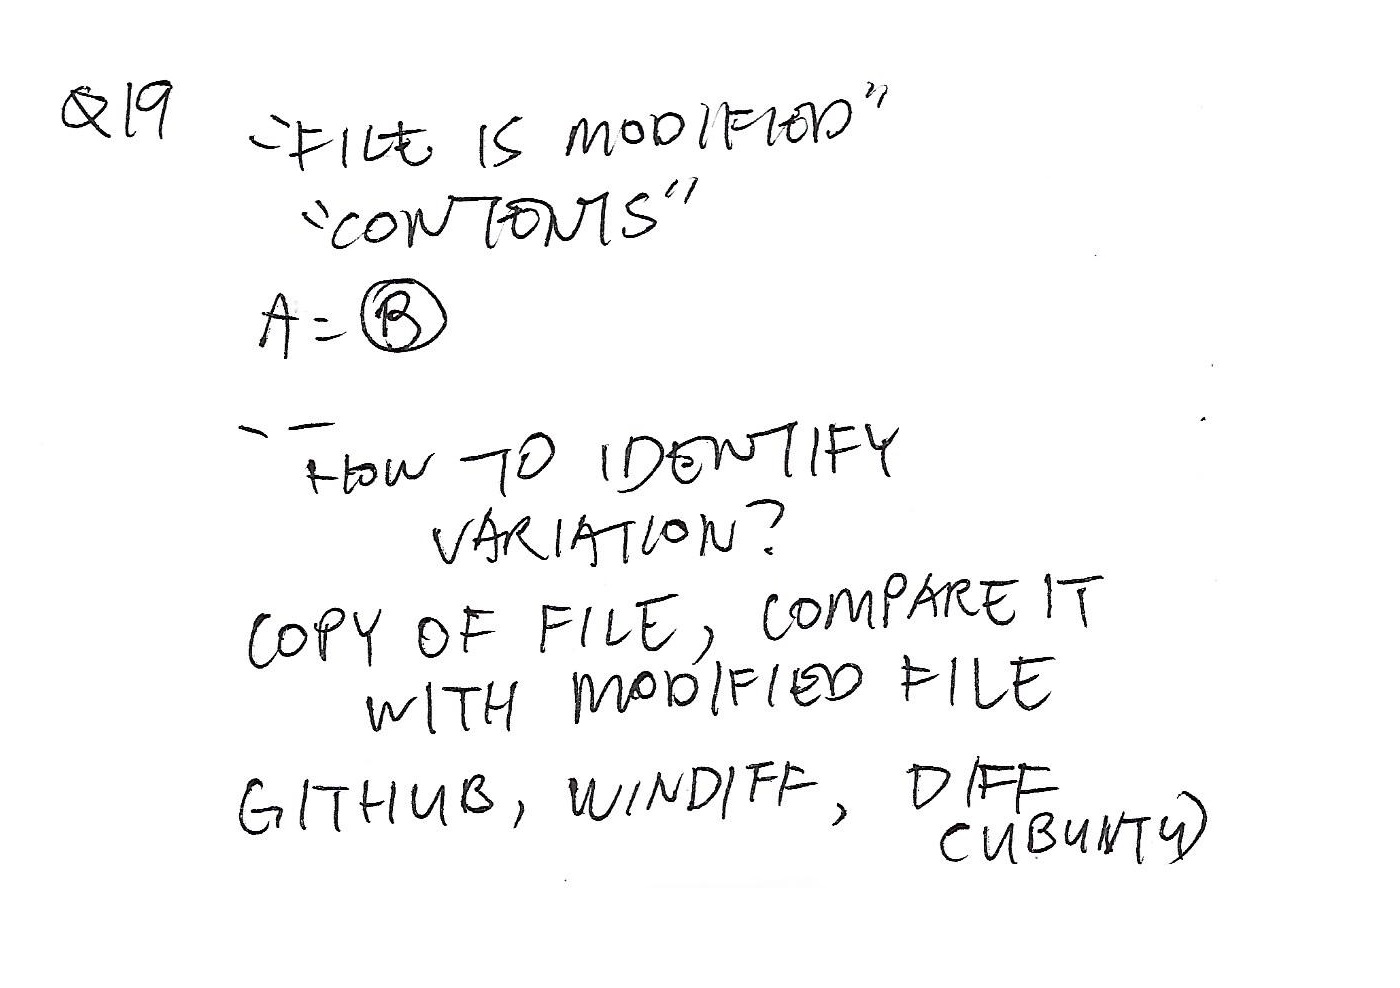 Q19
"FILE IS MODIFIED"
"CONTENTS"
A = B
HOW TO IDENTIFY
VARIATION?
COPY OF FILE, COMPARE IT
WITH MODIFIED FILE
GITHUB, WINDIFF, DIFF
(UBUNTU)